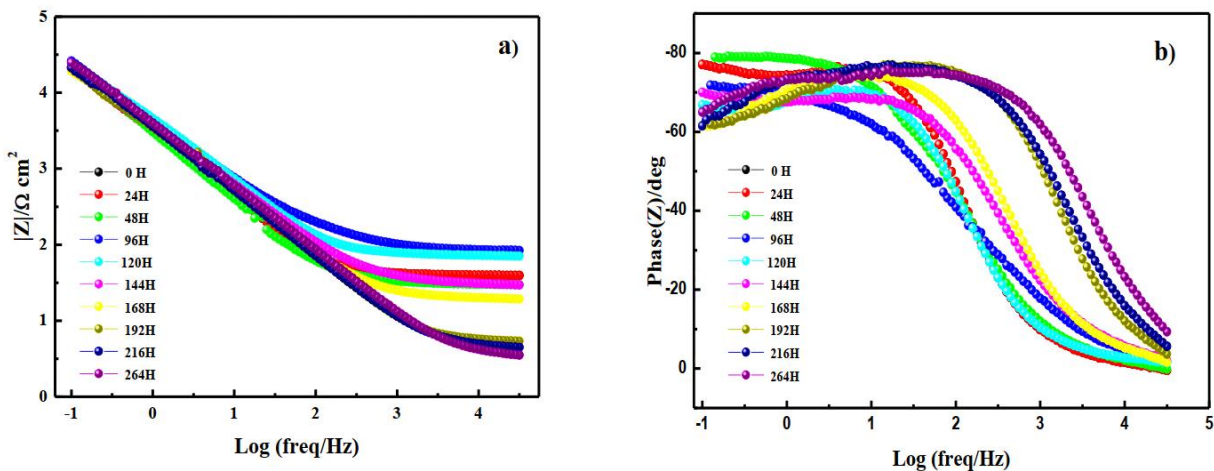 a)
|Z|/Ω cm²
5
4
3
2
1
0
0 H
24H
48H
96H
120H
144H
168H
192H
216H
264H
-1 0 1 2 3 4
Log (freq/Hz)
b)
Phase(Z)/deg
-80
-60
-40
-20
0
0 H
24H
48H
96H
120H
144H
168H
192H
216H
264H
-1 0 1 2 3 4 5
Log (freq/Hz)